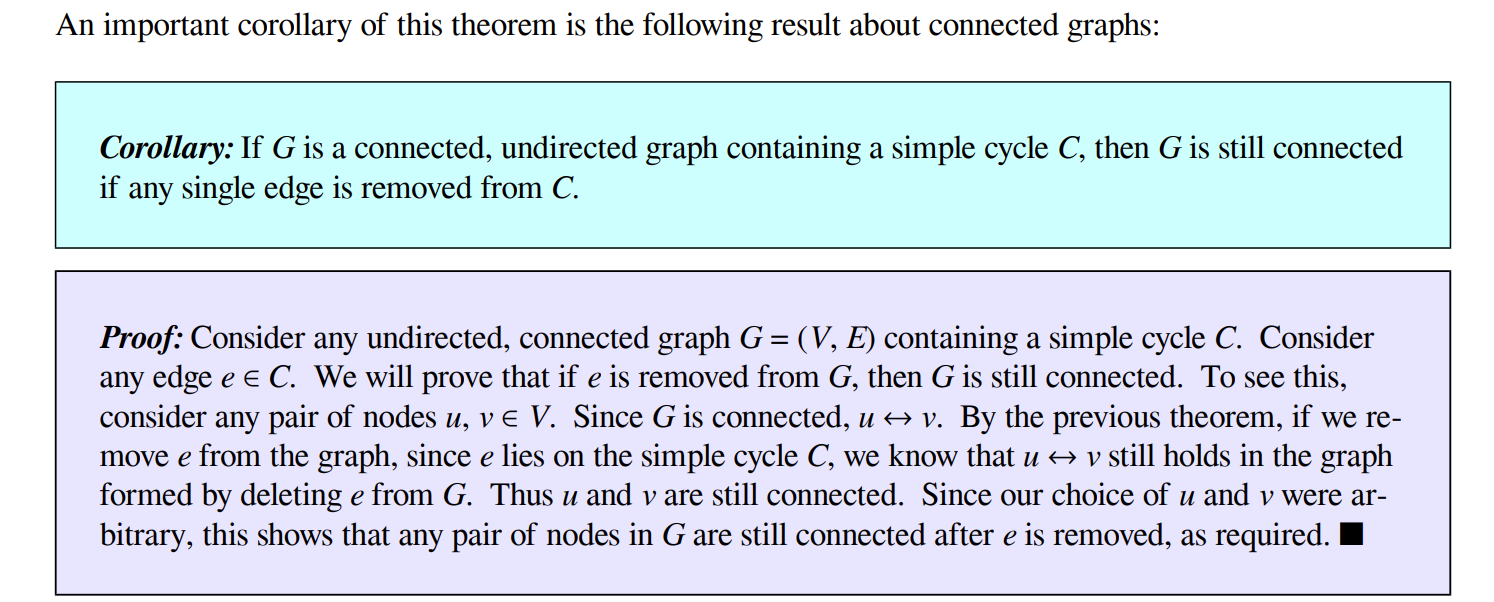 An important corollary of this theorem is the following result about connected graphs:
Corollary: If G is a connected, undirected graph containing a simple cycle C, then G is still connected
if any single edge is removed from C.
Proof: Consider any undirected, connected graph G = (V, E) containing a simple cycle C. Consider
any edge e ∈ C. We will prove that if e is removed from G, then G is still connected. To see this,
consider any pair of nodes u, v ∈ V. Since G is connected, u ↔ v. By the previous theorem, if we re-
move e from the graph, since e lies on the simple cycle C, we know that u ↔ v still holds in the graph
formed by deleting e from G. Thus u and v are still connected. Since our choice of u and v were ar-
bitrary, this shows that any pair of nodes in G are still connected after e is removed, as required. ■